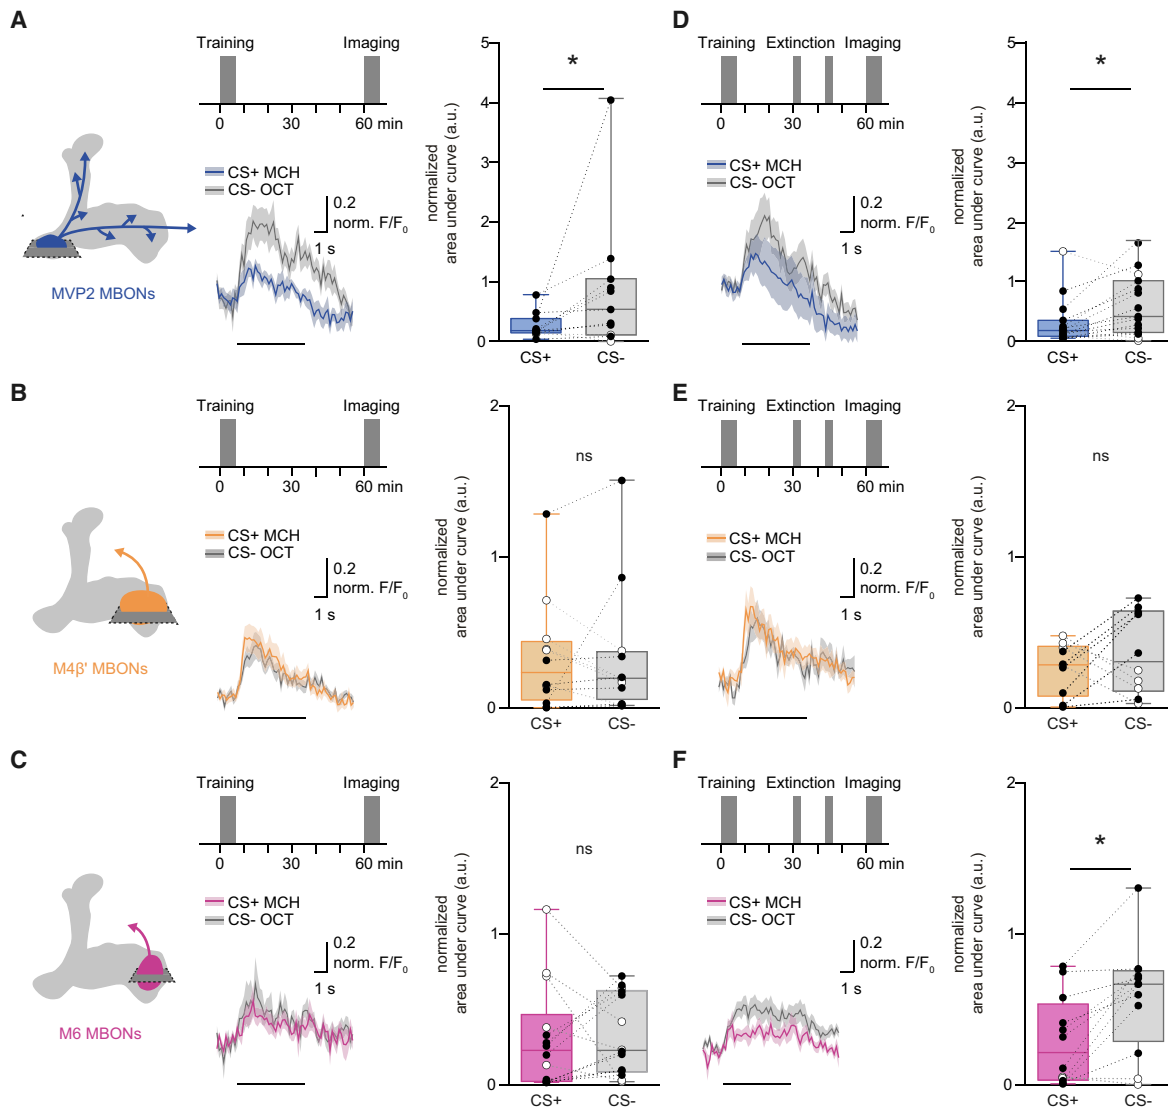 A
Training Imaging
0 30 60 min
CS+ MCH
CS- OCT
0.2
norm. F/F0
1 s
MVP2 MBONs
normalized
area under curve (a.u.)
5
4
3
2
1
0
*
CS+ CS-
D
Training Extinction Imaging
0 30 60 min
CS+ MCH
CS- OCT
0.2
norm. F/F0
1 s
normalized
area under curve (a.u.)
5
4
3
2
1
0
*
CS+ CS-
B
Training Imaging
0 30 60 min
CS+ MCH
CS- OCT
0.2
norm. F/F0
1 s
M4β' MBONs
normalized
area under curve (a.u.)
2
1
0
ns
CS+ CS-
E
Training Extinction Imaging
0 30 60 min
CS+ MCH
CS- OCT
0.2
norm. F/F0
1 s
normalized
area under curve (a.u.)
2
1
0
ns
CS+ CS-
C
Training Imaging
0 30 60 min
CS+ MCH
CS- OCT
0.2
norm. F/F0
1 s
M6 MBONs
normalized
area under curve (a.u.)
2
1
0
ns
CS+ CS-
F
Training Extinction Imaging
0 30 60 min
CS+ MCH
CS- OCT
0.2
norm. F/F0
1 s
normalized
area under curve (a.u.)
2
1
0
*
CS+ CS-